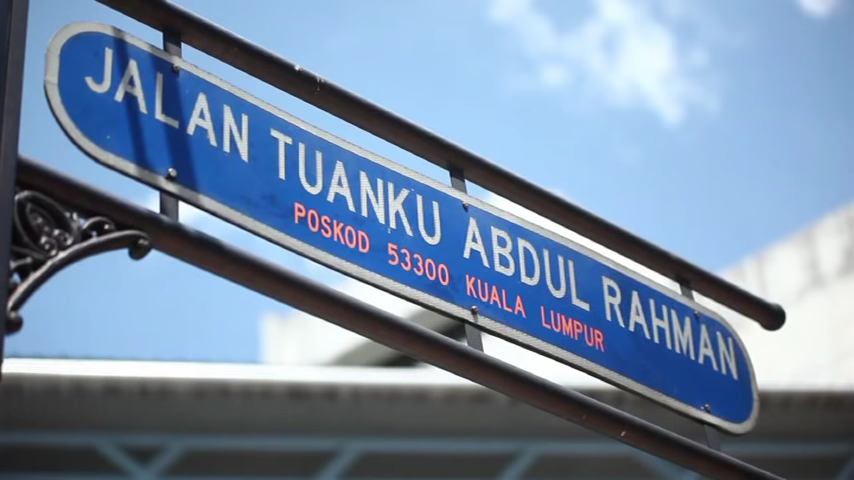 JALAN TUANKU ABDUL RAHMAN
POSKOD 53300 KUALA LUMPUR